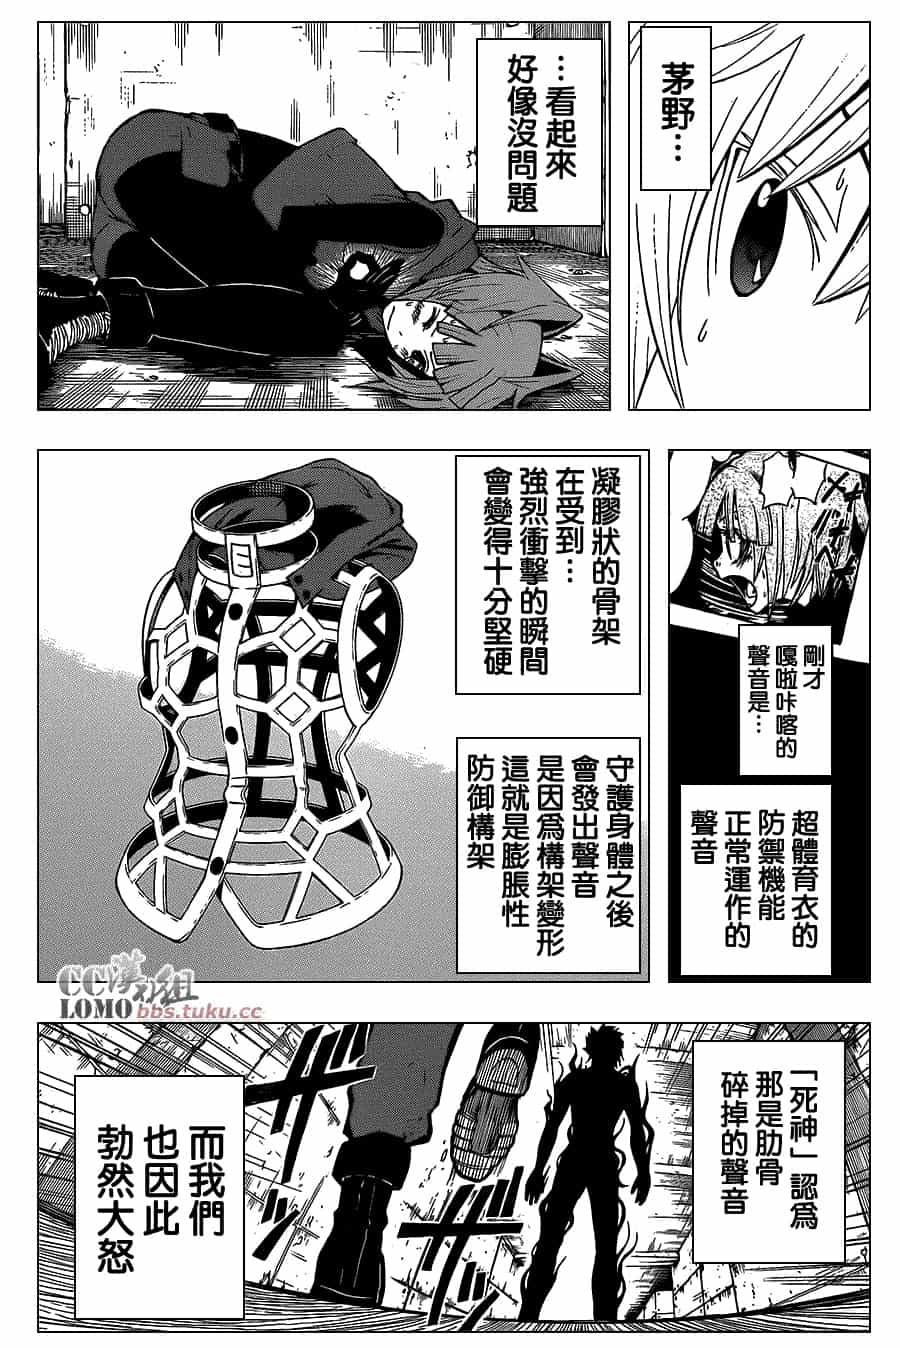 茅野…
…看起來
好像沒問題
剛才
嘎啦咔喀的
聲音是…
超體育衣的
防禦機能
正常運作的
聲音
凝膠狀的骨架
在受到…
強烈衝擊的瞬間
會變得十分堅硬
守護身體之後
會發出聲音
是因爲構架變形
這就是膨脹性
防御構架
「死神」認爲
那是肋骨
碎掉的聲音
而我們
也因此
勃然大怒
CC漢化組
LOMO bbs.tuku.cc